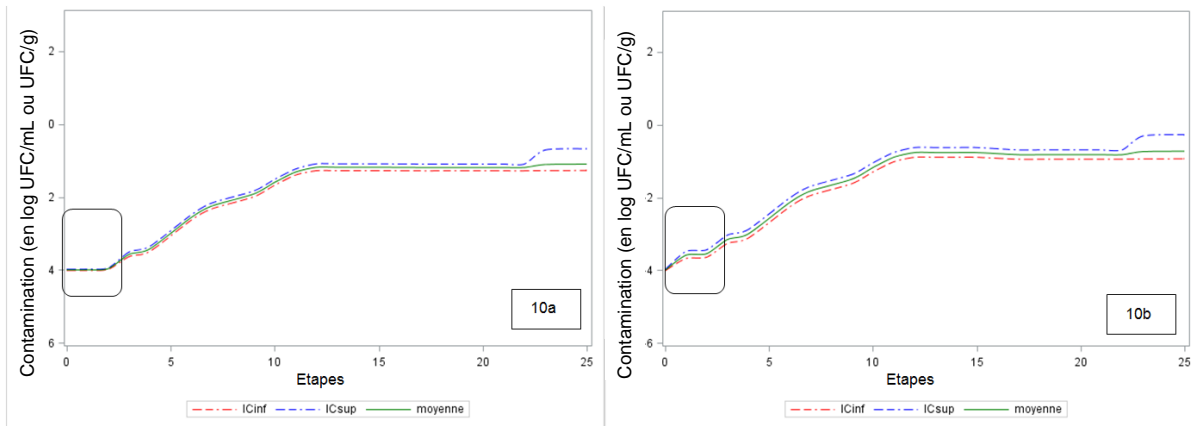 Contamination (en log UFC/mL ou UFC/g)
2
0
2
4
6
0
5
10
15
20
25
Etapes
10a
ICinf ICsup moyenne
Contamination (en log UFC/mL ou UFC/g)
2
0
2
-4
-6
0
5
10
15
20
25
Etapes
10b
ICinf ICsup moyenne